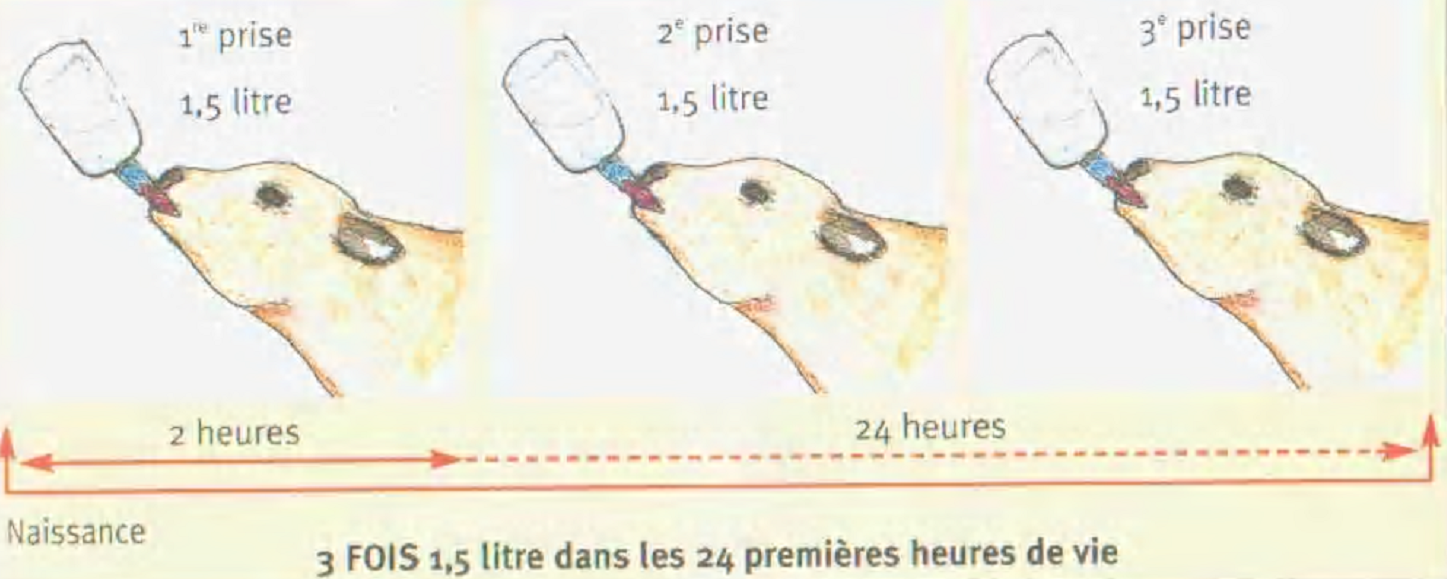 1re prise
1,5 litre
2e prise
1,5 litre
3e prise
1,5 litre
2 heures
24 heures
Naissance
3 FOIS 1,5 litre dans les 24 premières heures de vie